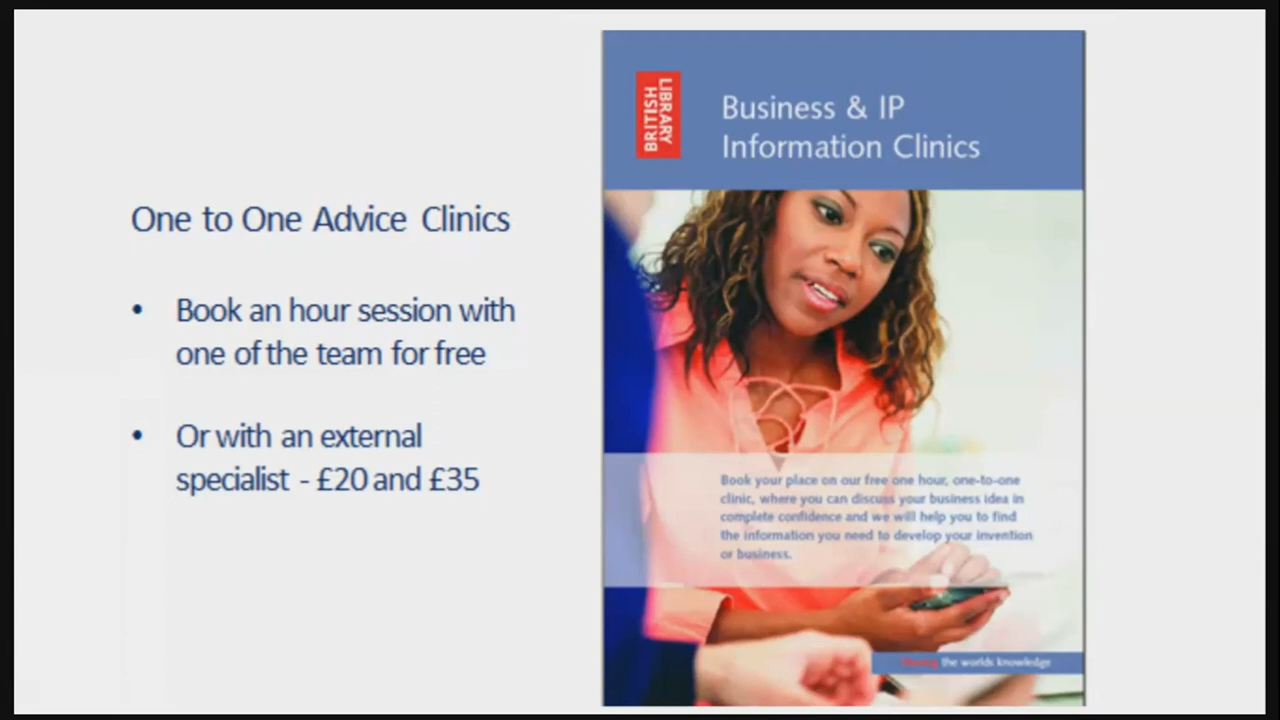 One to One Advice Clinics
• Book an hour session with
one of the team for free
• Or with an external
specialist - £20 and £35
BRITISH
LIBRARY
Business & IP
Information Clinics
Book your place on our free one hour, one-to-one
clinic, where you can discuss your business idea in
complete confidence and we will help you to find
the information you need to develop your invention
or business.
the worlds knowledge